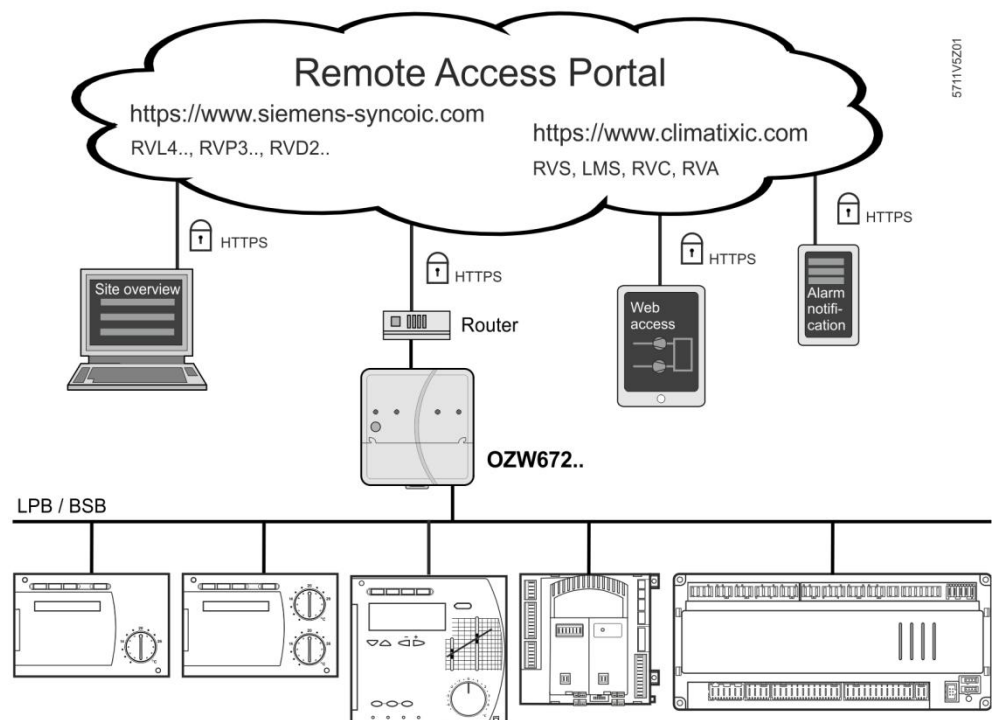 Remote Access Portal
https://www.siemens-syncoic.com
RVL4.., RVP3.., RVD2..
https://www.climatixic.com
RVS, LMS, RVC, RVA
5711V5Z01
HTTPS
HTTPS
HTTPS
HTTPS
Site overview
Router
Web
access
Alarm
notifi-
cation
OZW672..
LPB / BSB